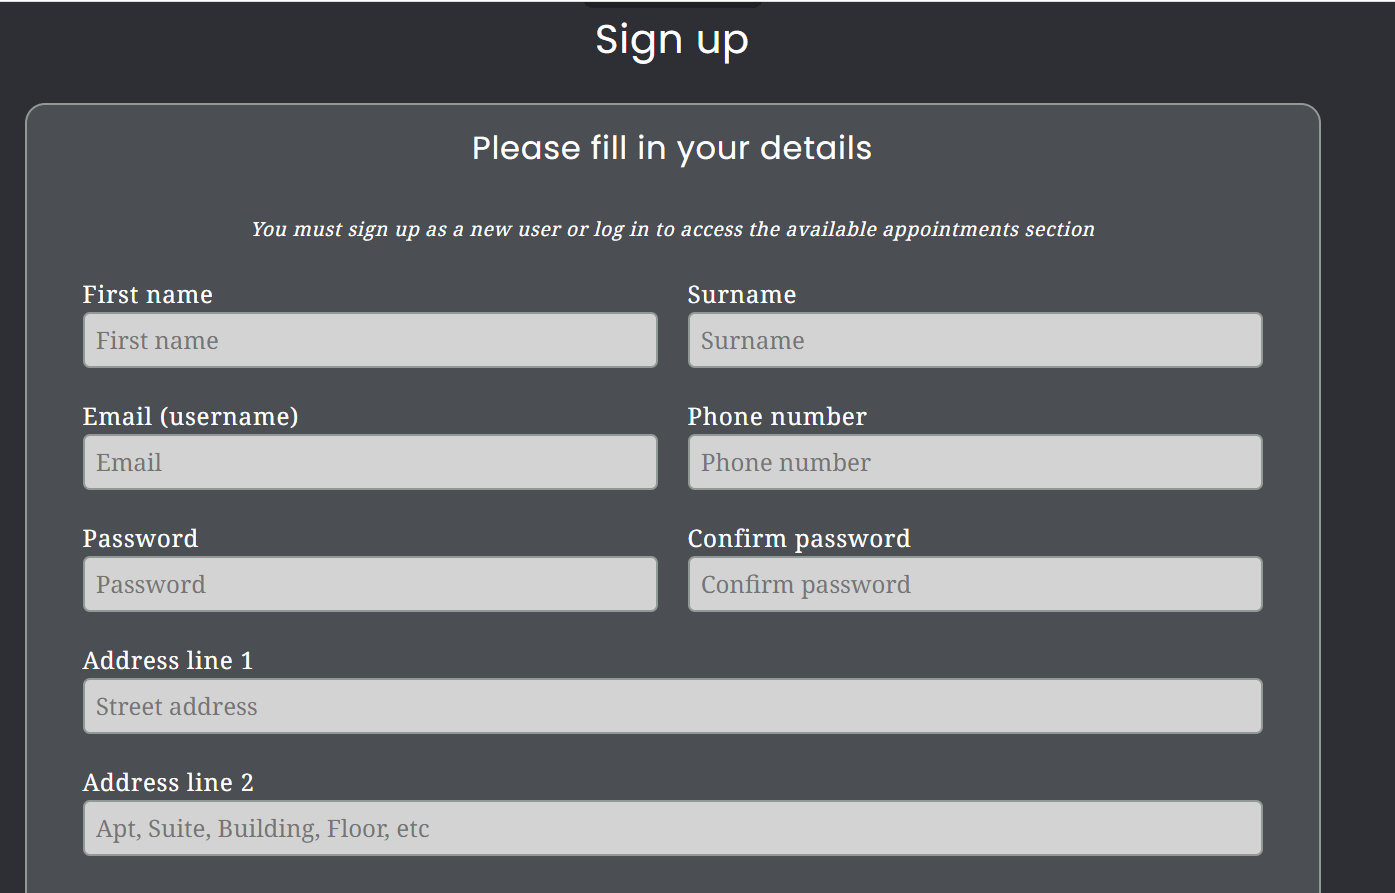 Sign up
Please fill in your details
You must sign up as a new user or log in to access the available appointments section
First name
Surname
First name
Surname
Email (username)
Phone number
Email
Phone number
Password
Confirm password
Password
Confirm password
Address line 1
Street address
Address line 2
Apt, Suite, Building, Floor, etc